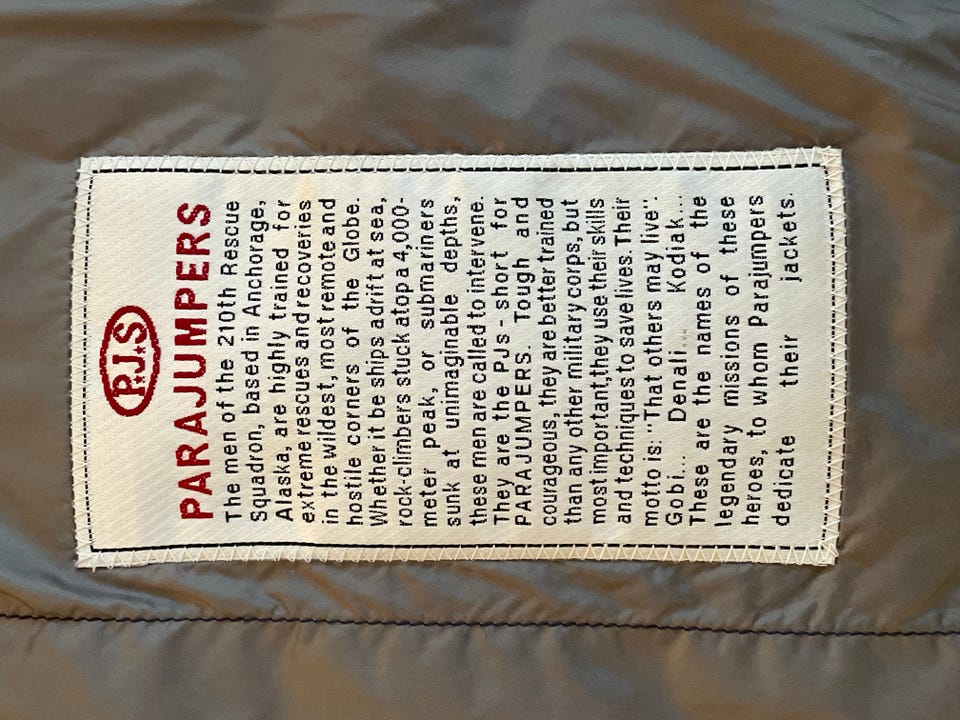 P.J.S
PARAJUMPERS
The men of the 210th Rescue
Squadron, based in Anchorage,
Alaska, are highly trained for
extreme rescues and recoveries
in the wildest, most remote and
hostile corners of the Globe.
Whether it be ships adrift at sea,
rock-climbers stuck atop a 4,000-
meter peak, or submariners
sunk at unimaginable depths,
these men are called to intervene.
They are the PJs - short for
PARAJUMPERS. Tough and
courageous, they are better trained
than any other military corps, but
most important, they use their skills
and techniques to save lives. Their
motto is: "That others may live".
Gobi... Denali... Kodiak...
These are the names of the
legendary missions of these
heroes, to whom Parajumpers
dedicate their jackets.